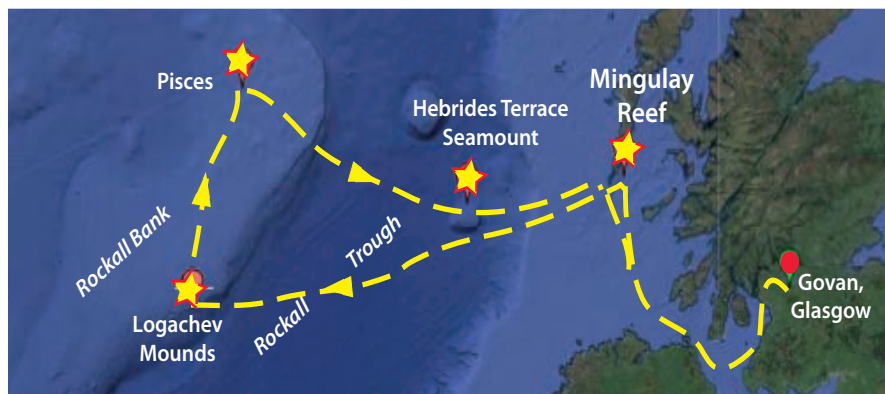 Pisces
Hebrides Terrace
Seamount
Mingulay
Reef
Rockall Bank
Trough
Rockall
Logachev
Mounds
Govan,
Glasgow